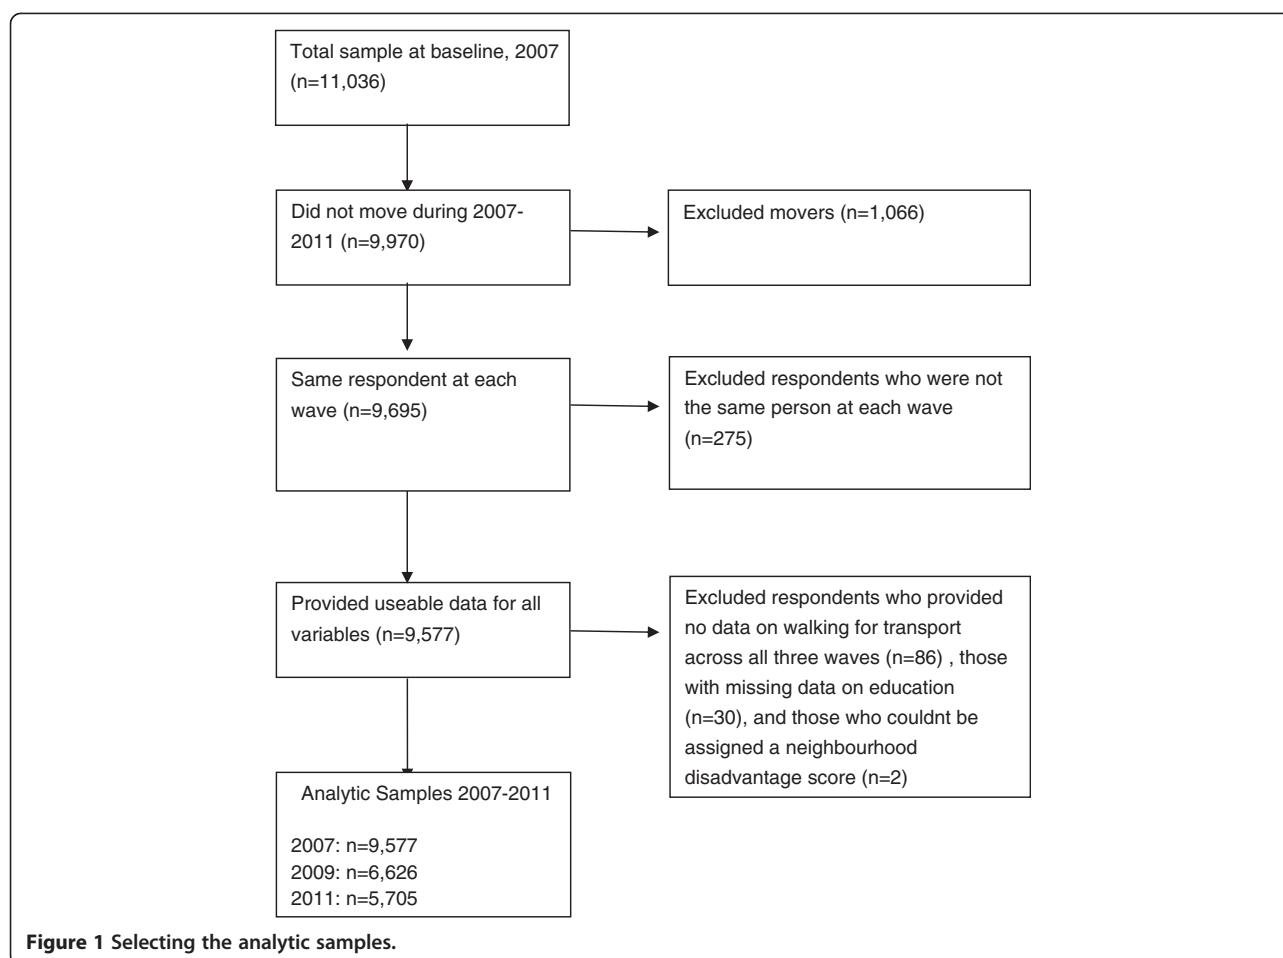 Total sample at baseline, 2007
(n=11,036)
Did not move during 2007-
2011 (n=9,970)
Excluded movers (n=1,066)
Same respondent at each
wave (n=9,695)
Excluded respondents who were not
the same person at each wave
(n=275)
Provided useable data for all
variables (n=9,577)
Excluded respondents who provided
no data on walking for transport
across all three waves (n=86) , those
with missing data on education
(n=30), and those who couldnt be
assigned a neighbourhood
disadvantage score (n=2)
Analytic Samples 2007-2011
2007: n=9,577
2009: n=6,626
2011: n=5,705
Figure 1 Selecting the analytic samples.